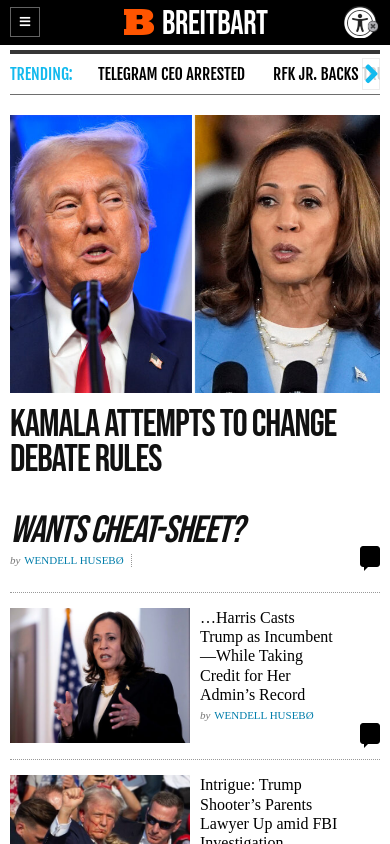 BREITBART
TRENDING: TELEGRAM CEO ARRESTED RFK JR. BACKS
KAMALA ATTEMPTS TO CHANGE
DEBATE RULES
WANTS CHEAT-SHEET?
by WENDELL HUSEBØ
…Harris Casts
Trump as Incumbent
—While Taking
Credit for Her
Admin’s Record
by WENDELL HUSEBØ
Intrigue: Trump
Shooter’s Parents
Lawyer Up amid FBI
Investigation